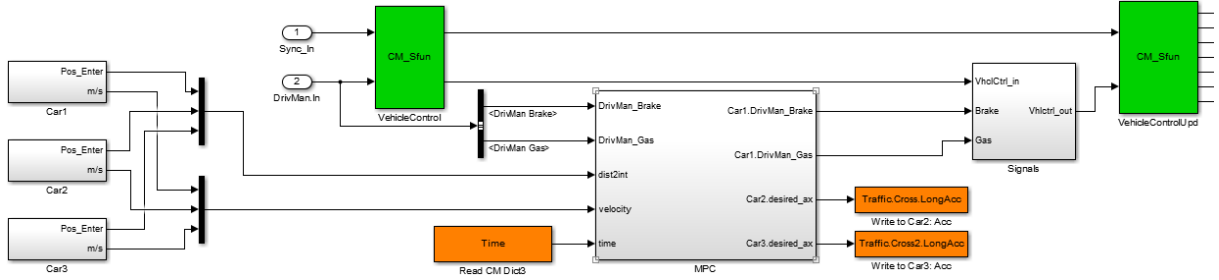 Pos_Enter
m/s
Car1
Pos_Enter
m/s
Car2
Pos_Enter
m/s
Car3
1
Sync_In
2
DrivMan.In
CM_Sfun
VehicleControl
<DrivMan Brake>
<DrivMan Gas>
DrivMan_Brake
DrivMan_Gas
dist2int
velocity
time
Car1.DrivMan_Brake
Car1.DrivMan_Gas
Car2.desired_ax
Car3.desired_ax
MPC
Time
Read CM Dict3
Traffic.Cross.LongAcc
Write to Car2: Acc
Traffic.Cross2.LongAcc
Write to Car3: Acc
VhclCtrl_in
Brake
Gas
Vhlctrl_out
Signals
CM_Sfun
VehicleControlUpd